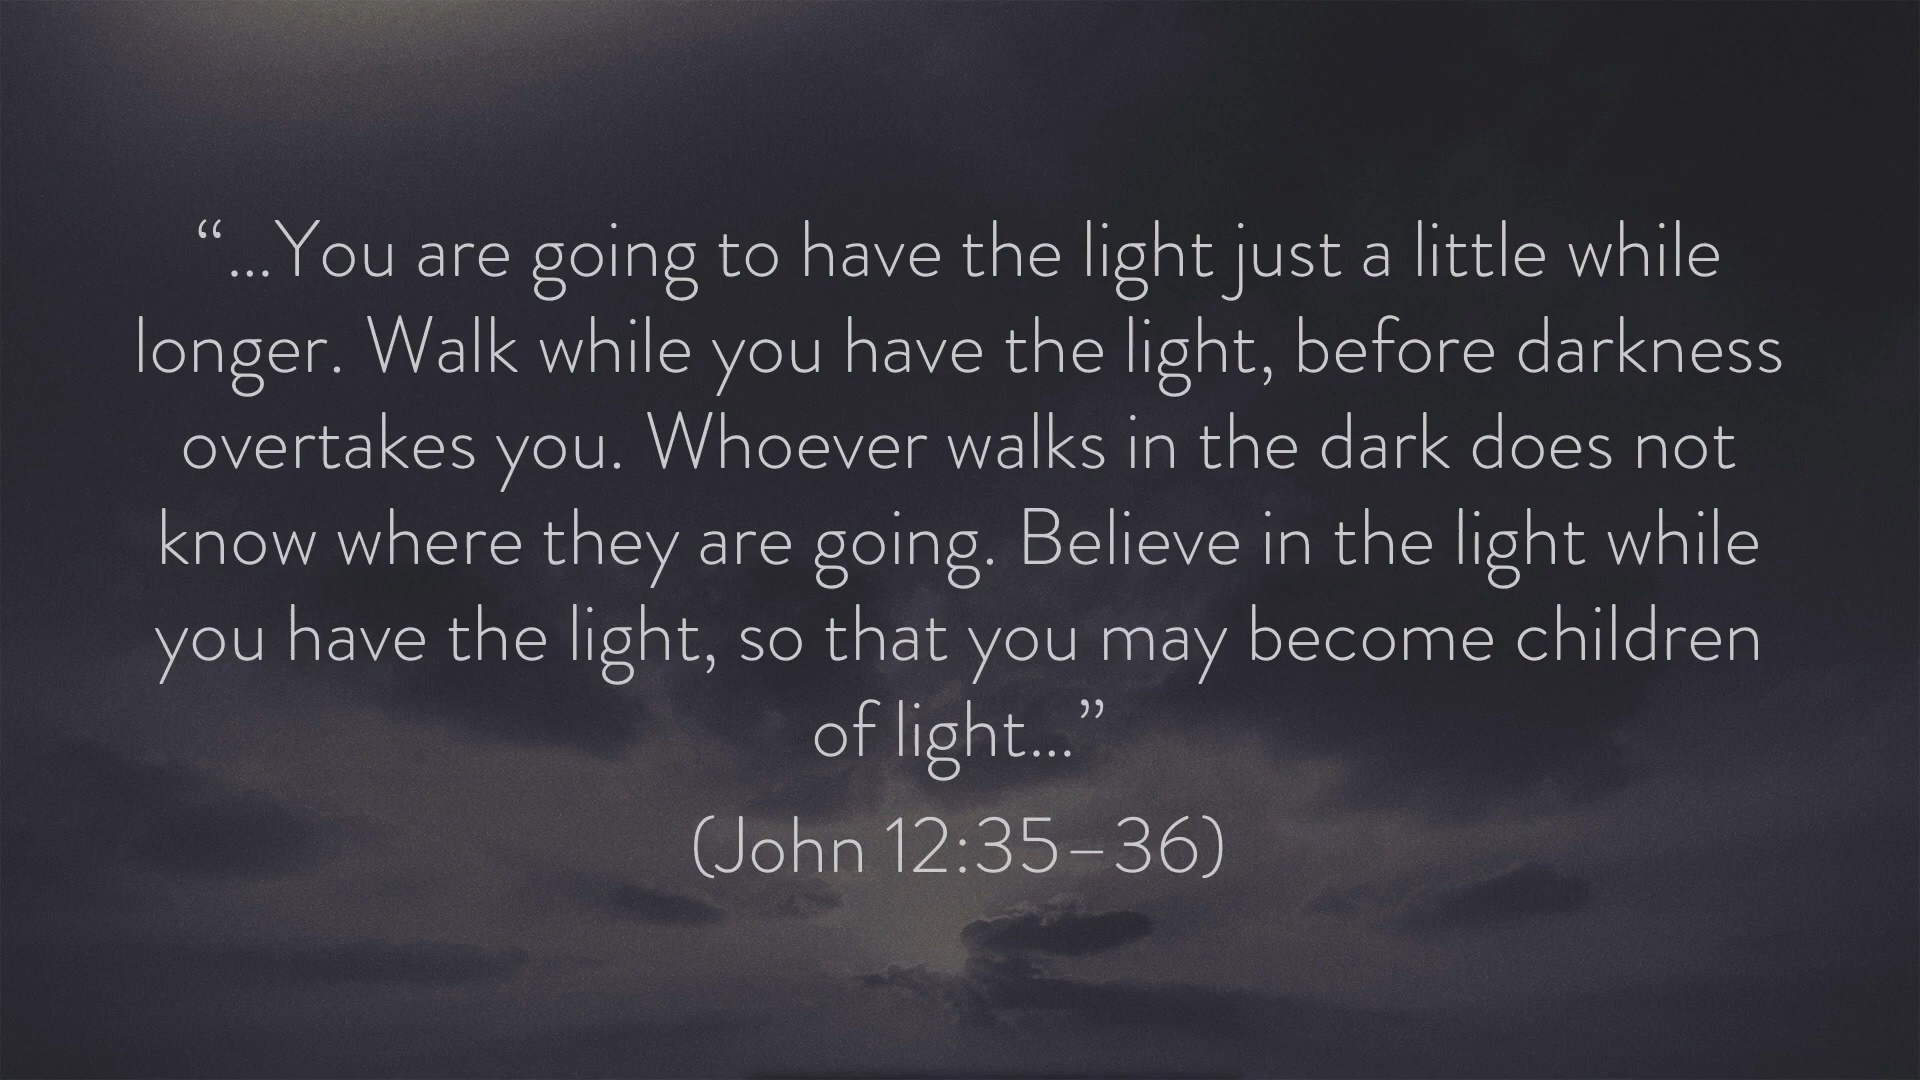 “...You are going to have the light just a little while
longer. Walk while you have the light, before darkness
overtakes you. Whoever walks in the dark does not
know where they are going. Believe in the light while
you have the light, so that you may become children
of light...”
(John 12:35–36)